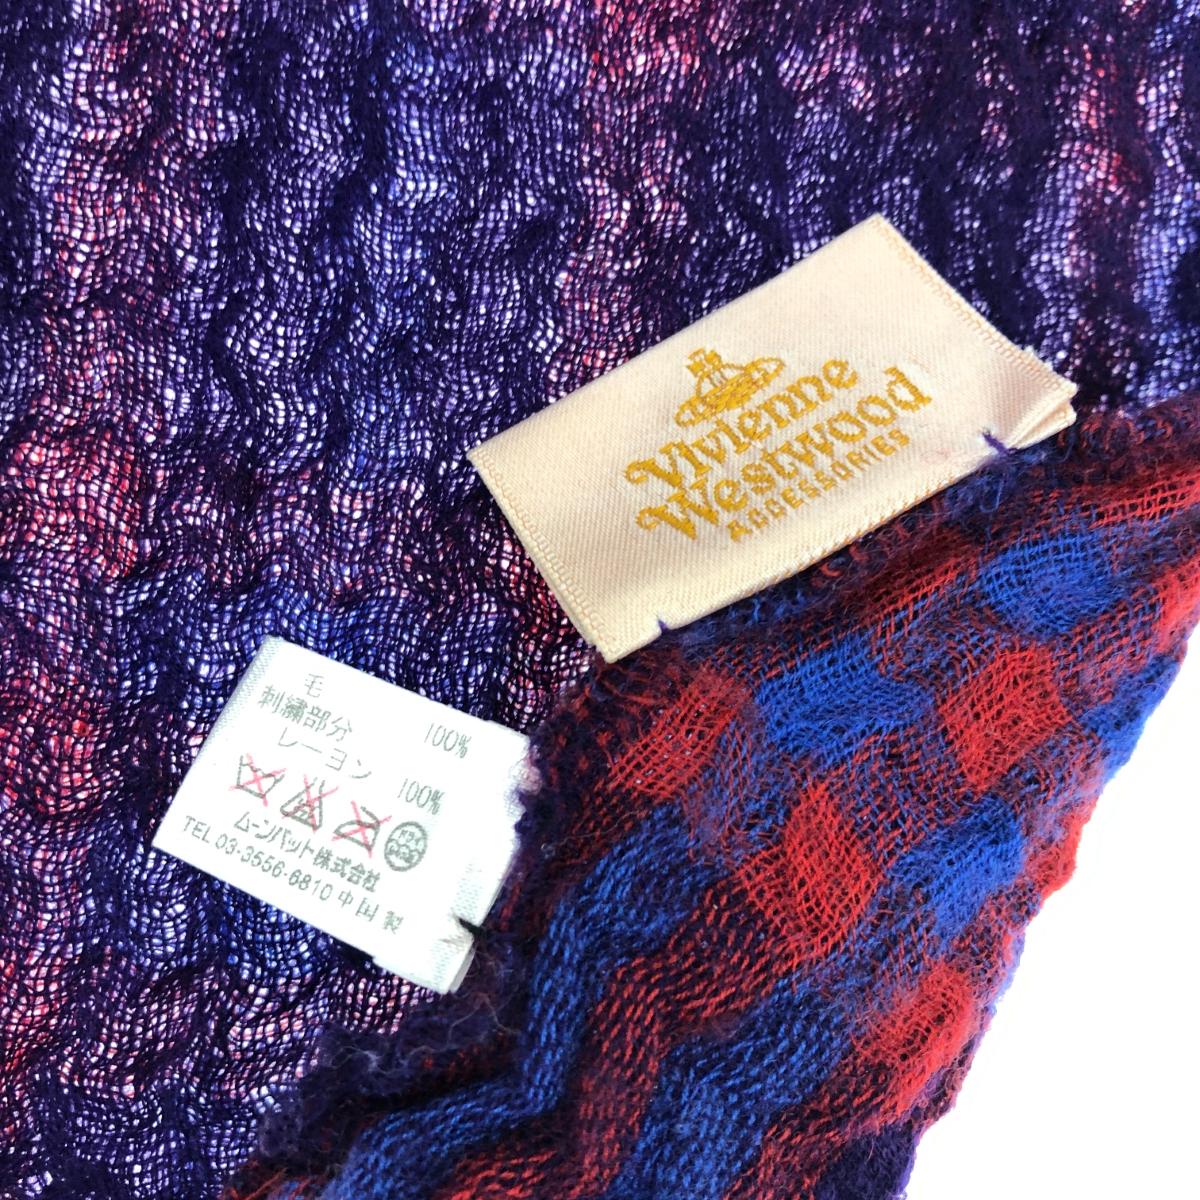 Vivienne
Westwood
ACCESSORIES
毛 100%
刺繍部分
レーヨン 100%
ムーンバット株式会社
TEL 03-3556-6810 中国製